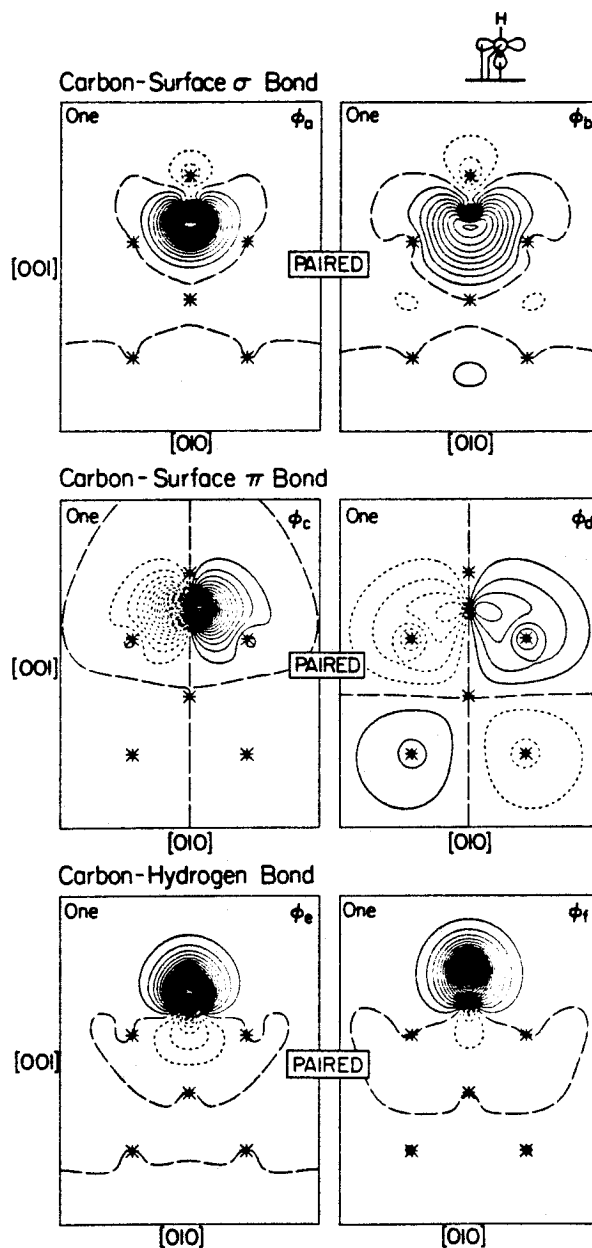 H
Carbon-Surface σ Bond
One ϕa One ϕb
[001] PAIRED
[010] [010]
Carbon-Surface π Bond
One ϕc One ϕd
[001] PAIRED
[010] [010]
Carbon-Hydrogen Bond
One ϕe One ϕf
[001] PAIRED
[010] [010]